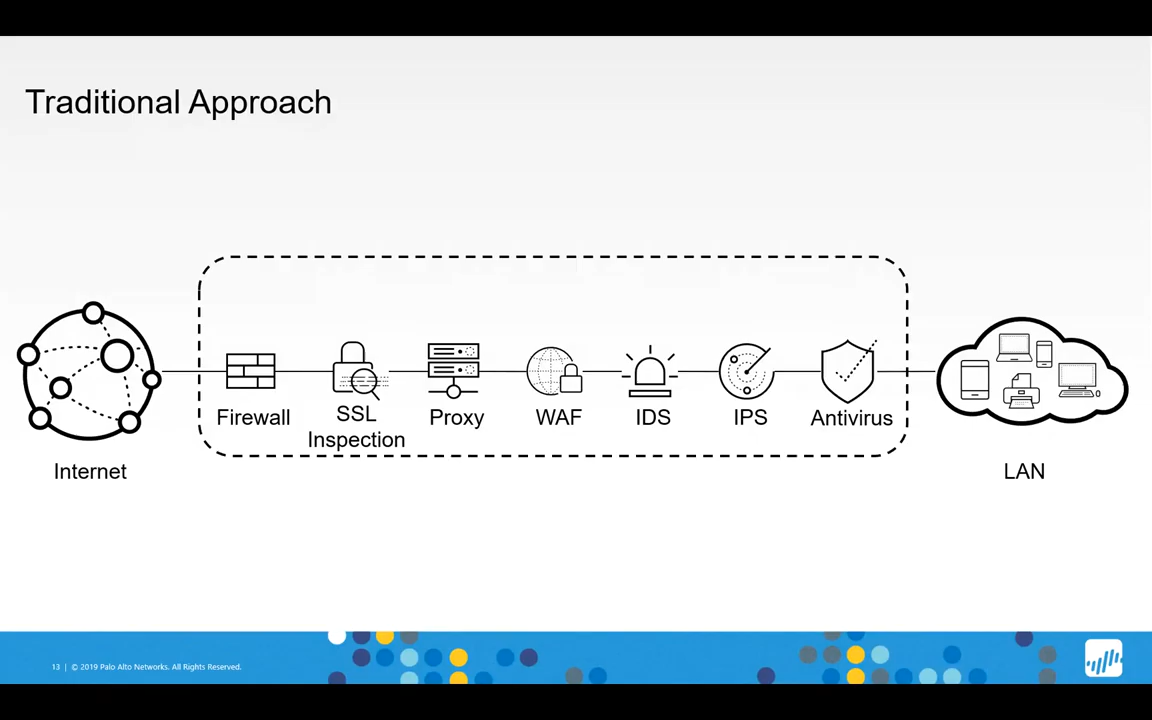 Traditional Approach
Firewall
SSL
Inspection
Proxy
WAF
IDS
IPS
Antivirus
Internet
LAN
13 | © 2019 Palo Alto Networks. All Rights Reserved.